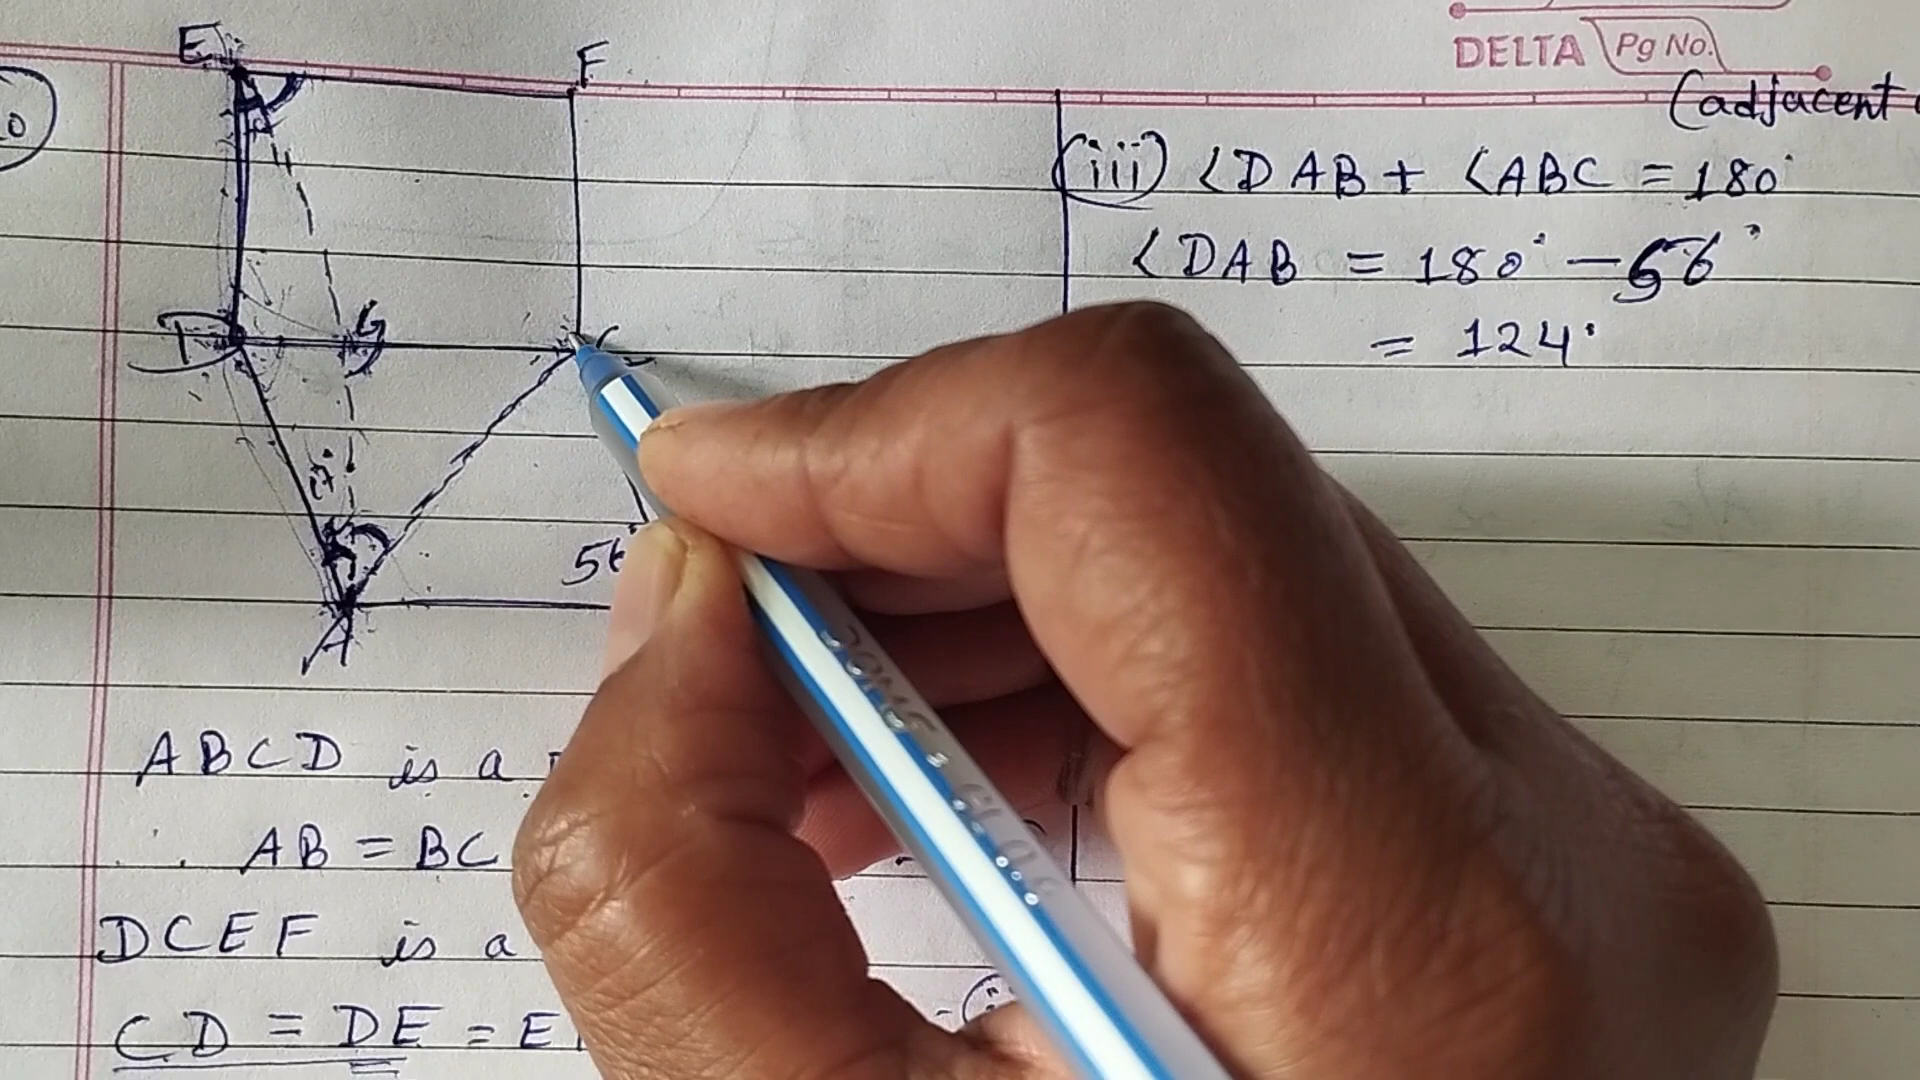 DELTA Pg No.
E F
(adjacent
(iii) <DAB + <ABC = 180°
<DAB = 180° - 56°
= 124°
D G C
A
ABCD is a
∴ AB = BC
DCEF is a
CD = DE = E